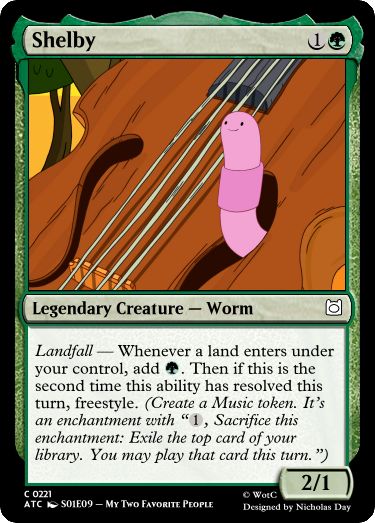 Shelby 1
Legendary Creature — Worm
Landfall — Whenever a land enters under
your control, add . Then if this is the
second time this ability has resolved this
turn, freestyle. (Create a Music token. It's
an enchantment with “1, Sacrifice this
enchantment: Exile the top card of your
library. You may play that card this turn.”)
2/1
C 0221
ATC S01E09 — My Two Favorite People
© WotC
Designed by Nicholas Day